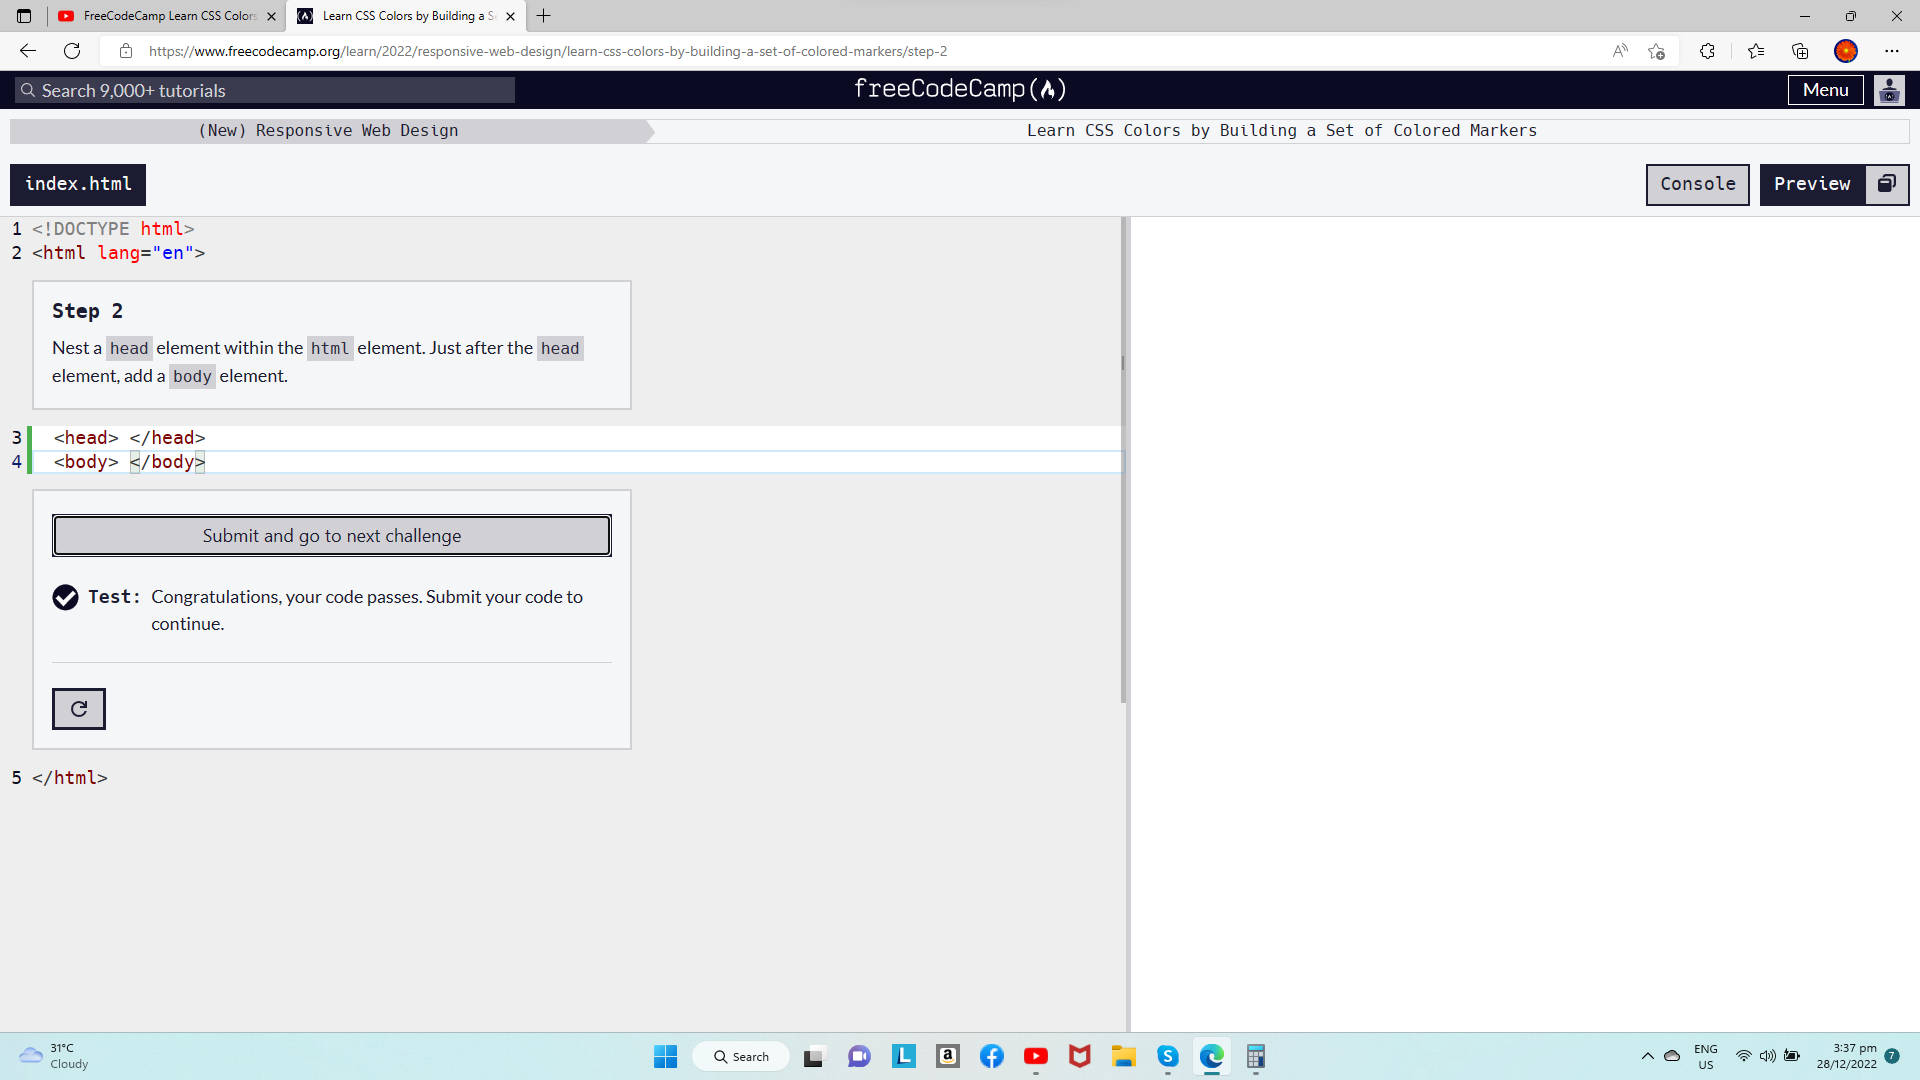 FreeCodeCamp Learn CSS Colors
Learn CSS Colors by Building a S
https://www.freecodecamp.org/learn/2022/responsive-web-design/learn-css-colors-by-building-a-set-of-colored-markers/step-2
Search 9,000+ tutorials
freeCodeCamp
Menu
(New) Responsive Web Design
Learn CSS Colors by Building a Set of Colored Markers
index.html
Console
Preview
1 <!DOCTYPE html>
2 <html lang="en">
Step 2
Nest a head element within the html element. Just after the head
element, add a body element.
3 <head> </head>
4 <body> </body>
Submit and go to next challenge
Test: Congratulations, your code passes. Submit your code to
continue.
5 </html>
31°C
Cloudy
Search
ENG
US
3:37 pm
28/12/2022
7